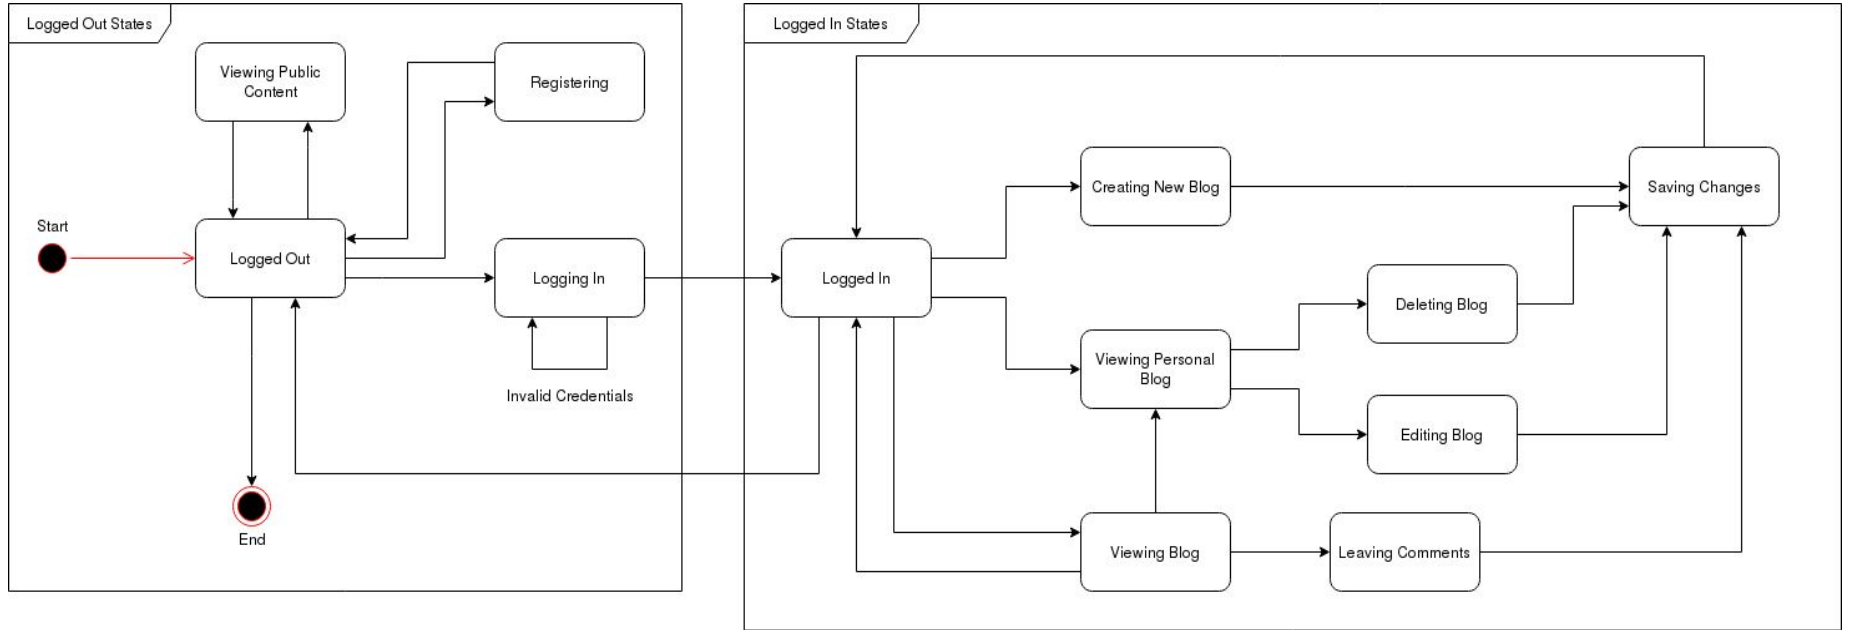 Logged Out States
Viewing Public
Content
Registering
Start
Logged Out
Logging In
Invalid Credentials
End
Logged In States
Creating New Blog
Saving Changes
Logged In
Deleting Blog
Viewing Personal
Blog
Editing Blog
Viewing Blog
Leaving Comments